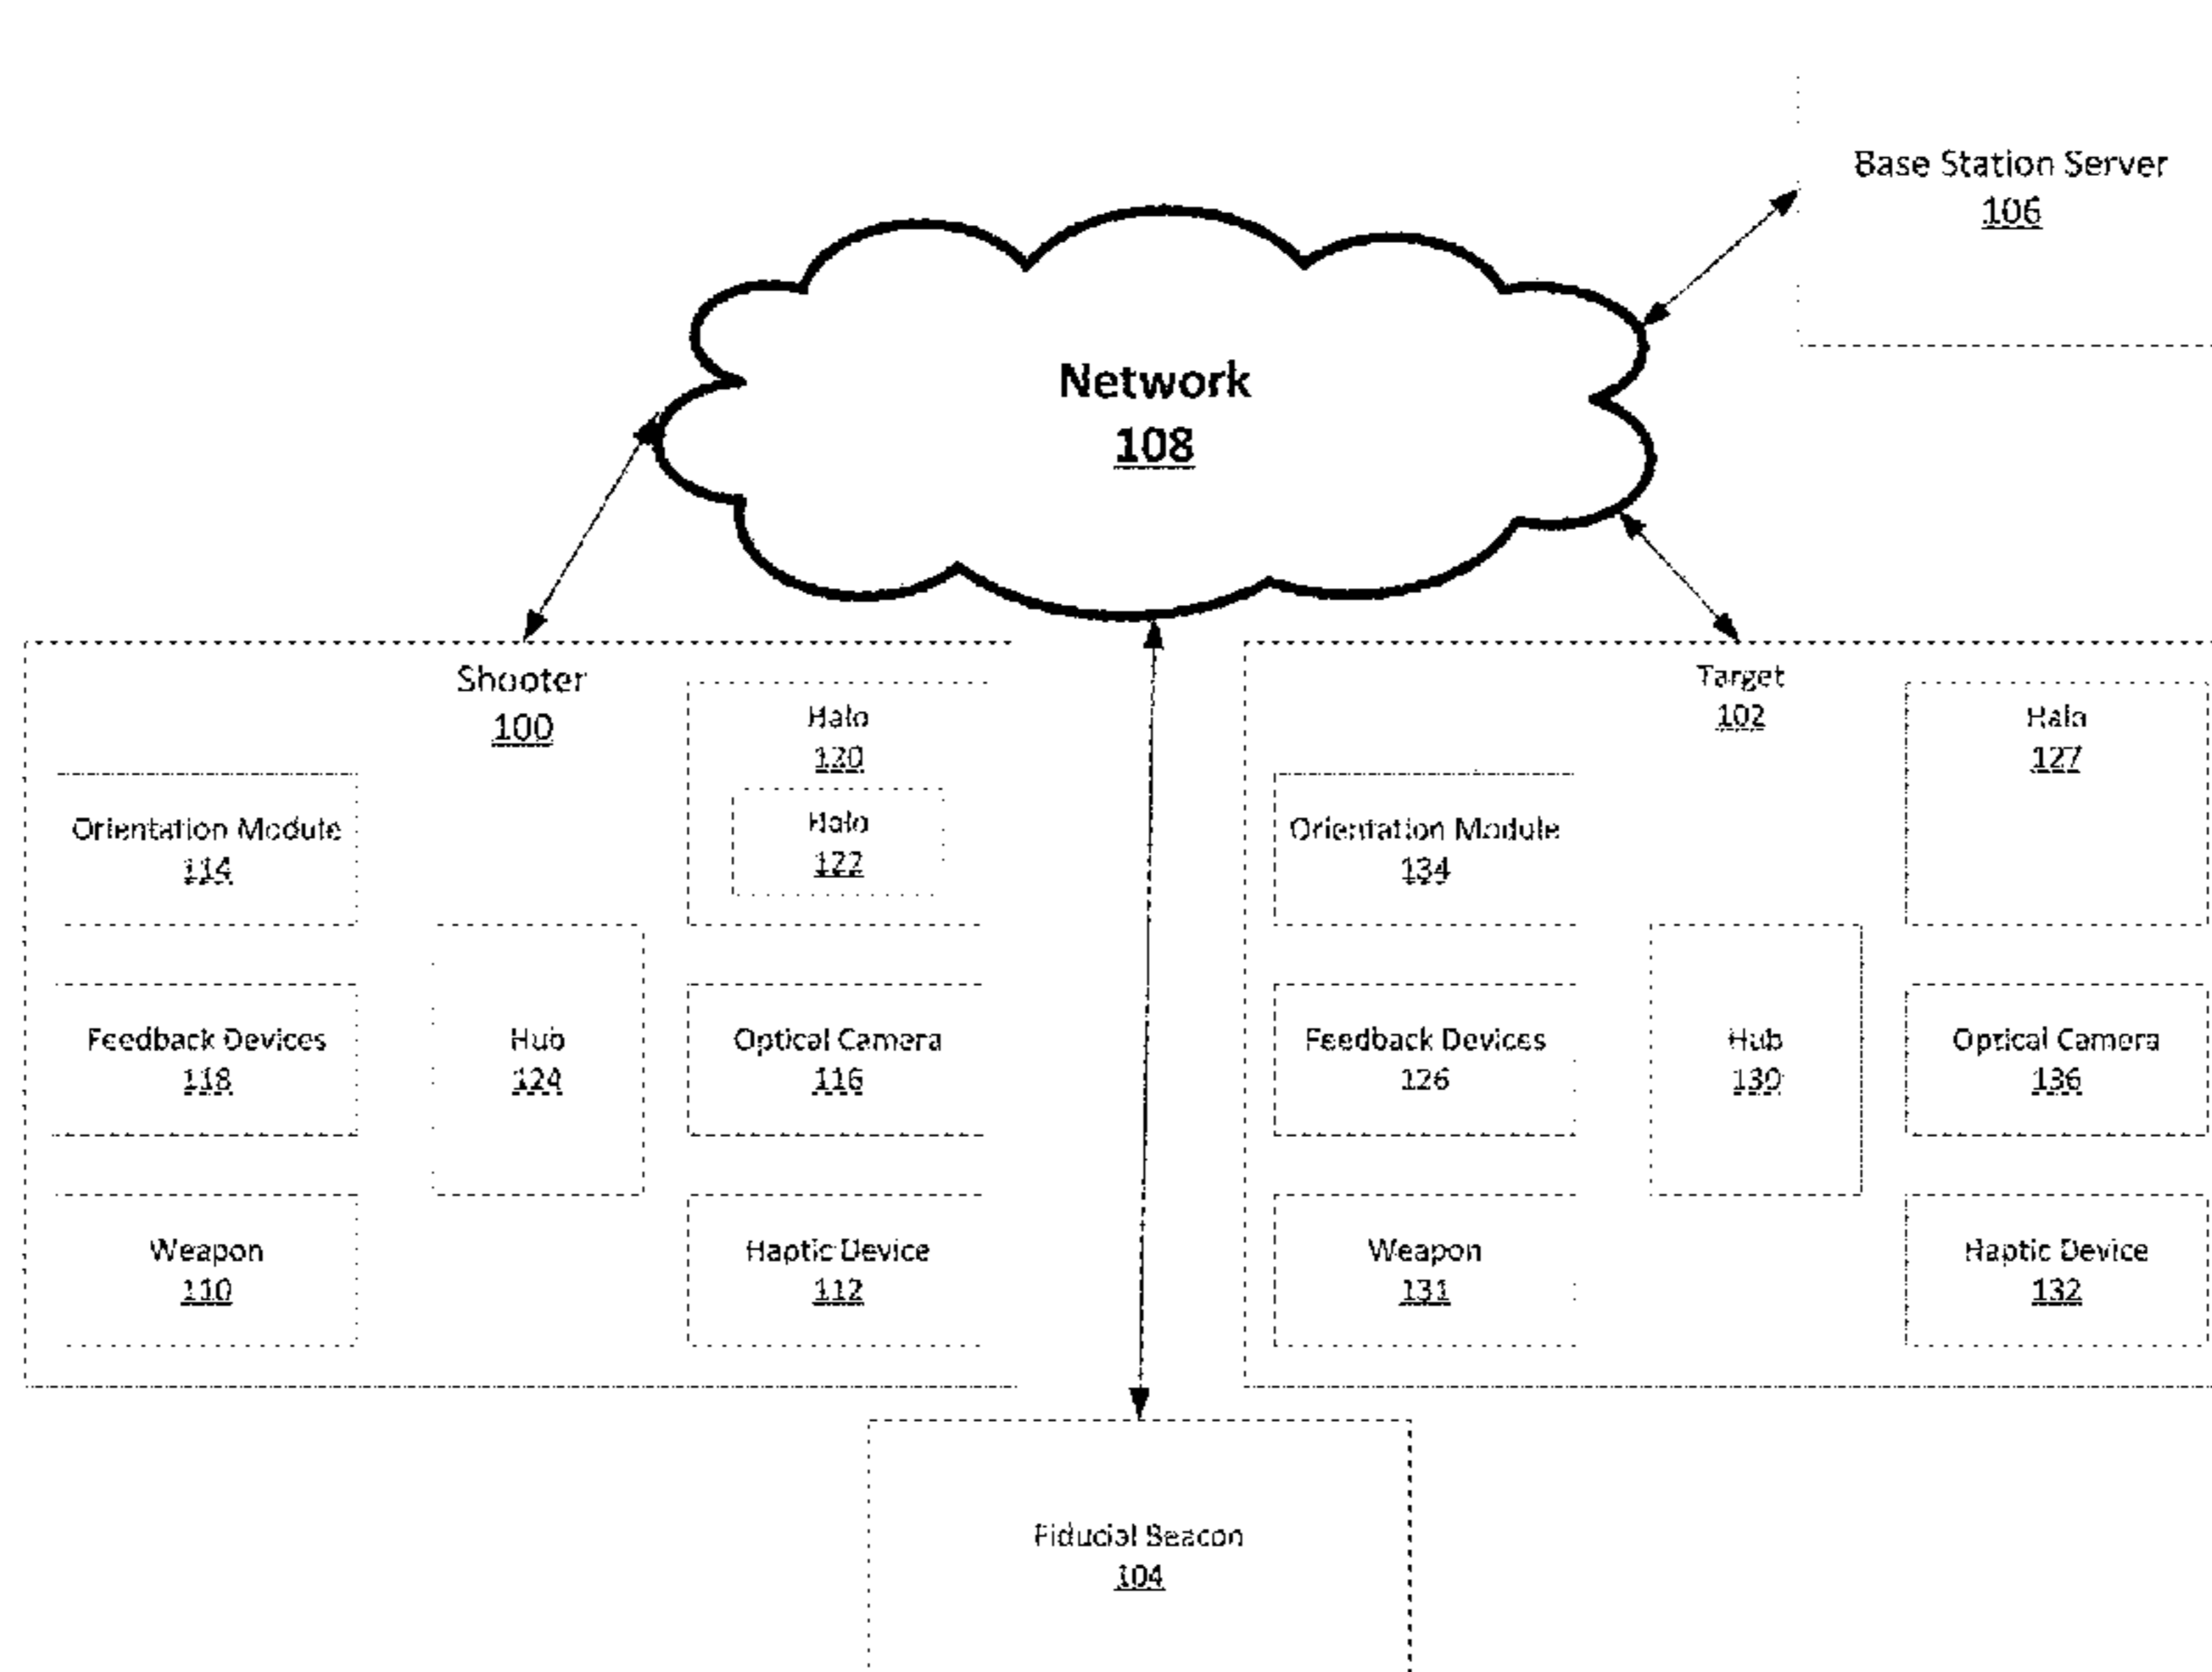 Base Station Server
106
Network
108
Shooter
100
Halo
120
Halo
122
Orientation Module
114
Feedback Devices
118
Hub
124
Optical Camera
116
Weapon
110
Haptic Device
112
Target
102
Halo
127
Orientation Module
134
Feedback Devices
126
Hub
130
Optical Camera
136
Weapon
131
Haptic Device
132
Fiducial Beacon
104